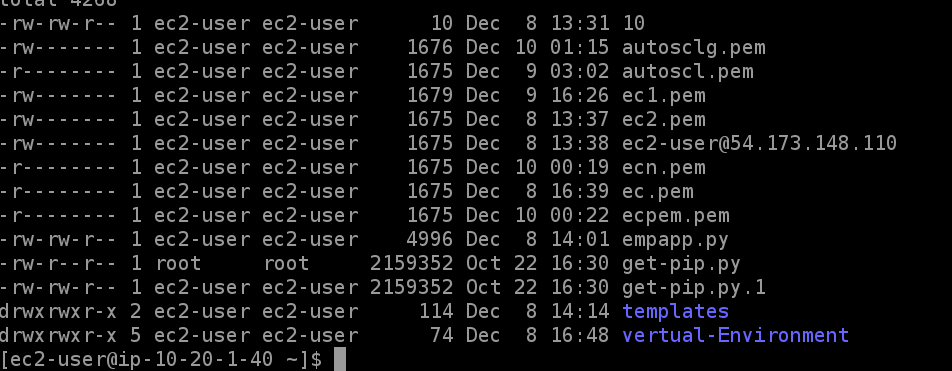 total 4268
-rw-rw-r-- 1 ec2-user ec2-user      10 Dec  8 13:31 10
-rw------- 1 ec2-user ec2-user    1676 Dec 10 01:15 autosclg.pem
-r-------- 1 ec2-user ec2-user    1675 Dec  9 03:02 autoscl.pem
-rw------- 1 ec2-user ec2-user    1679 Dec  9 16:26 ec1.pem
-rw------- 1 ec2-user ec2-user    1675 Dec  8 13:37 ec2.pem
-rw------- 1 ec2-user ec2-user    1675 Dec  8 13:38 ec2-user@54.173.148.110
-r-------- 1 ec2-user ec2-user    1675 Dec 10 00:19 ecn.pem
-r-------- 1 ec2-user ec2-user    1675 Dec  8 16:39 ec.pem
-r-------- 1 ec2-user ec2-user    1675 Dec 10 00:22 ecpem.pem
-rw-rw-r-- 1 ec2-user ec2-user    4996 Dec  8 14:01 empapp.py
-rw-r--r-- 1 root     root     2159352 Oct 22 16:30 get-pip.py
-rw-rw-r-- 1 ec2-user ec2-user 2159352 Oct 22 16:30 get-pip.py.1
drwxrwxr-x 2 ec2-user ec2-user     114 Dec  8 14:14 templates
drwxrwxr-x 5 ec2-user ec2-user      74 Dec  8 16:48 vertual-Environment
[ec2-user@ip-10-20-1-40 ~]$